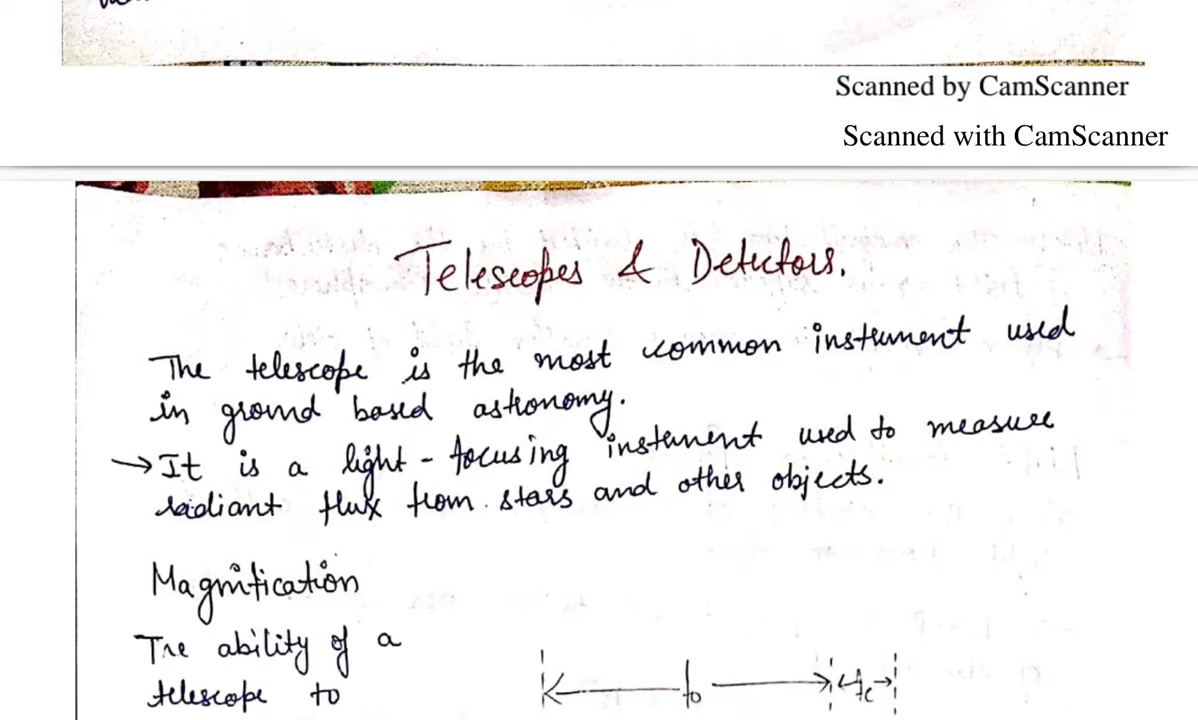 Scanned by CamScanner
Scanned with CamScanner
Telescopes & Detectors.
The telescope is the most common instrument used
in ground based astronomy.
→ It is a light - focusing instrument used to measure
radiant flux from stars and other objects.
Magnification
The ability of a
telescope to
fo fe